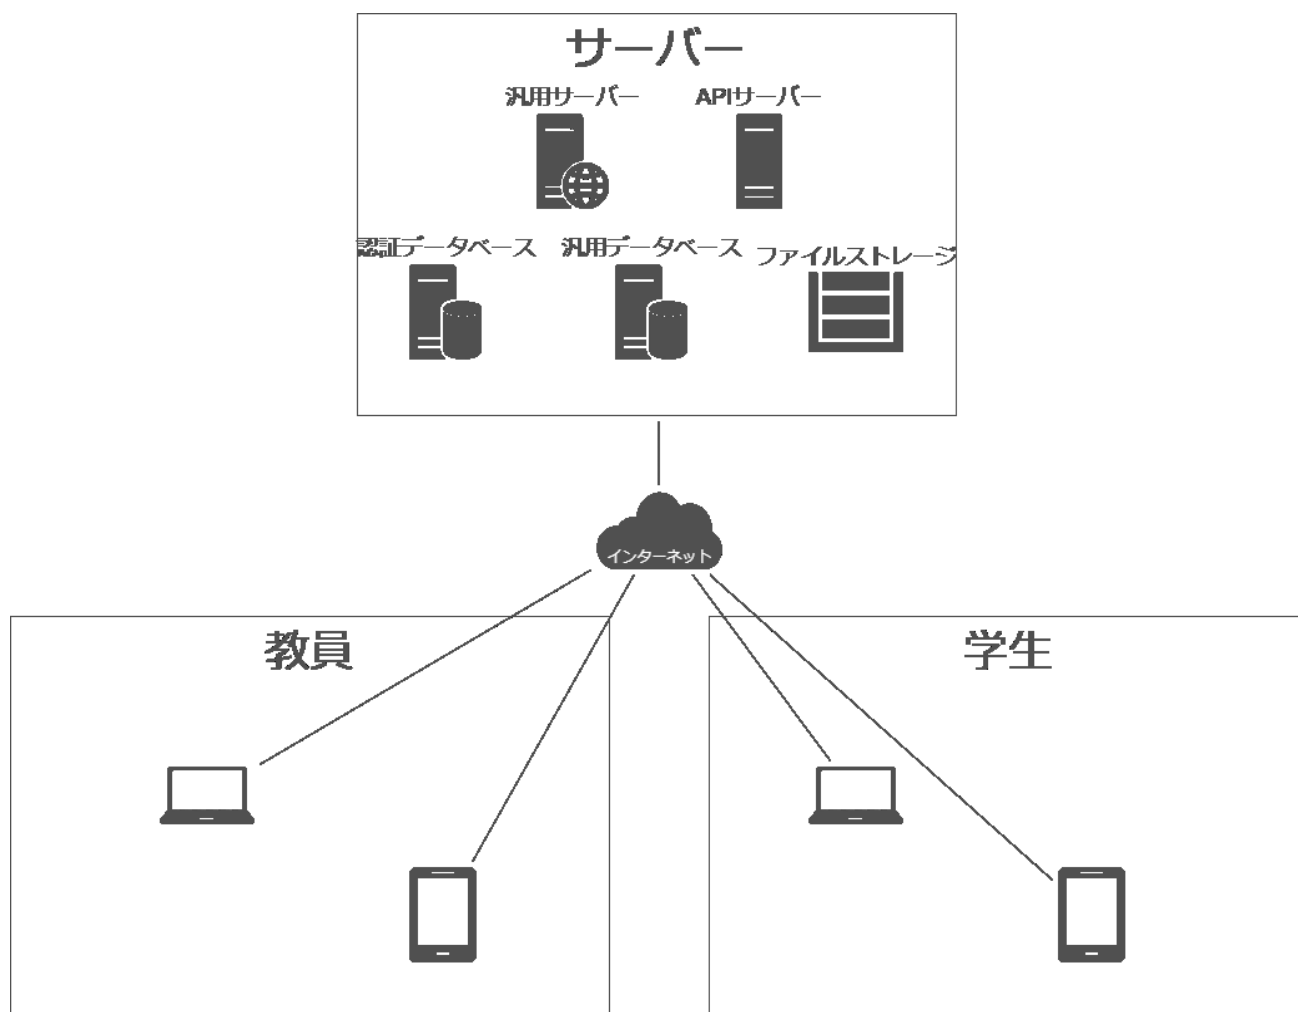 サーバー
汎用サーバー
APIサーバー
認証データベース
汎用データベース
ファイルストレージ
インターネット
教員
学生